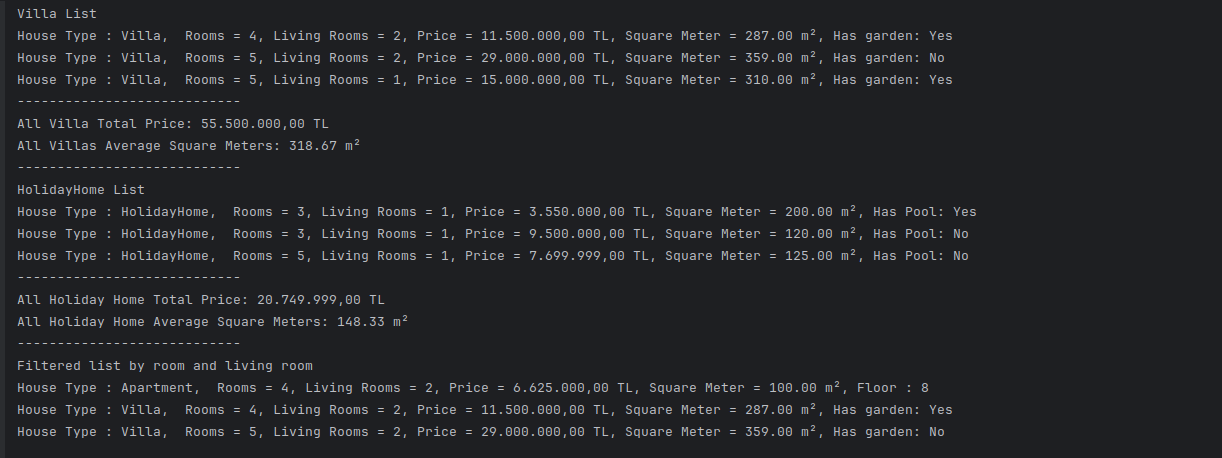 Villa List
House Type : Villa,  Rooms = 4, Living Rooms = 2, Price = 11.500.000,00 TL, Square Meter = 287.00 m², Has garden: Yes
House Type : Villa,  Rooms = 5, Living Rooms = 2, Price = 29.000.000,00 TL, Square Meter = 359.00 m², Has garden: No
House Type : Villa,  Rooms = 5, Living Rooms = 1, Price = 15.000.000,00 TL, Square Meter = 310.00 m², Has garden: Yes
----------------------------
All Villa Total Price: 55.500.000,00 TL
All Villas Average Square Meters: 318.67 m²
----------------------------
HolidayHome List
House Type : HolidayHome,  Rooms = 3, Living Rooms = 1, Price = 3.550.000,00 TL, Square Meter = 200.00 m², Has Pool: Yes
House Type : HolidayHome,  Rooms = 3, Living Rooms = 1, Price = 9.500.000,00 TL, Square Meter = 120.00 m², Has Pool: No
House Type : HolidayHome,  Rooms = 5, Living Rooms = 1, Price = 7.699.999,00 TL, Square Meter = 125.00 m², Has Pool: No
----------------------------
All Holiday Home Total Price: 20.749.999,00 TL
All Holiday Home Average Square Meters: 148.33 m²
----------------------------
Filtered list by room and living room
House Type : Apartment,  Rooms = 4, Living Rooms = 2, Price = 6.625.000,00 TL, Square Meter = 100.00 m², Floor : 8
House Type : Villa,  Rooms = 4, Living Rooms = 2, Price = 11.500.000,00 TL, Square Meter = 287.00 m², Has garden: Yes
House Type : Villa,  Rooms = 5, Living Rooms = 2, Price = 29.000.000,00 TL, Square Meter = 359.00 m², Has garden: No